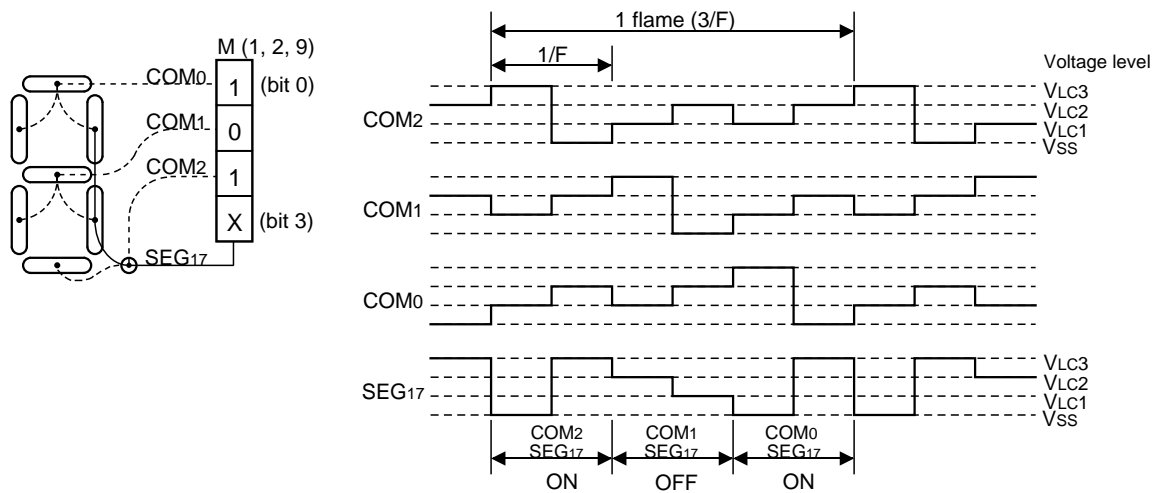 M (1, 2, 9)
COM0
1
(bit 0)
COM1
0
COM2
1
X
(bit 3)
SEG17
1 flame (3/F)
1/F
Voltage level
COM2
VLC3
VLC2
VLC1
VSS
COM1
COM0
SEG17
VLC3
VLC2
VLC1
VSS
COM2 COM1 COM0
SEG17 SEG17 SEG17
ON OFF ON